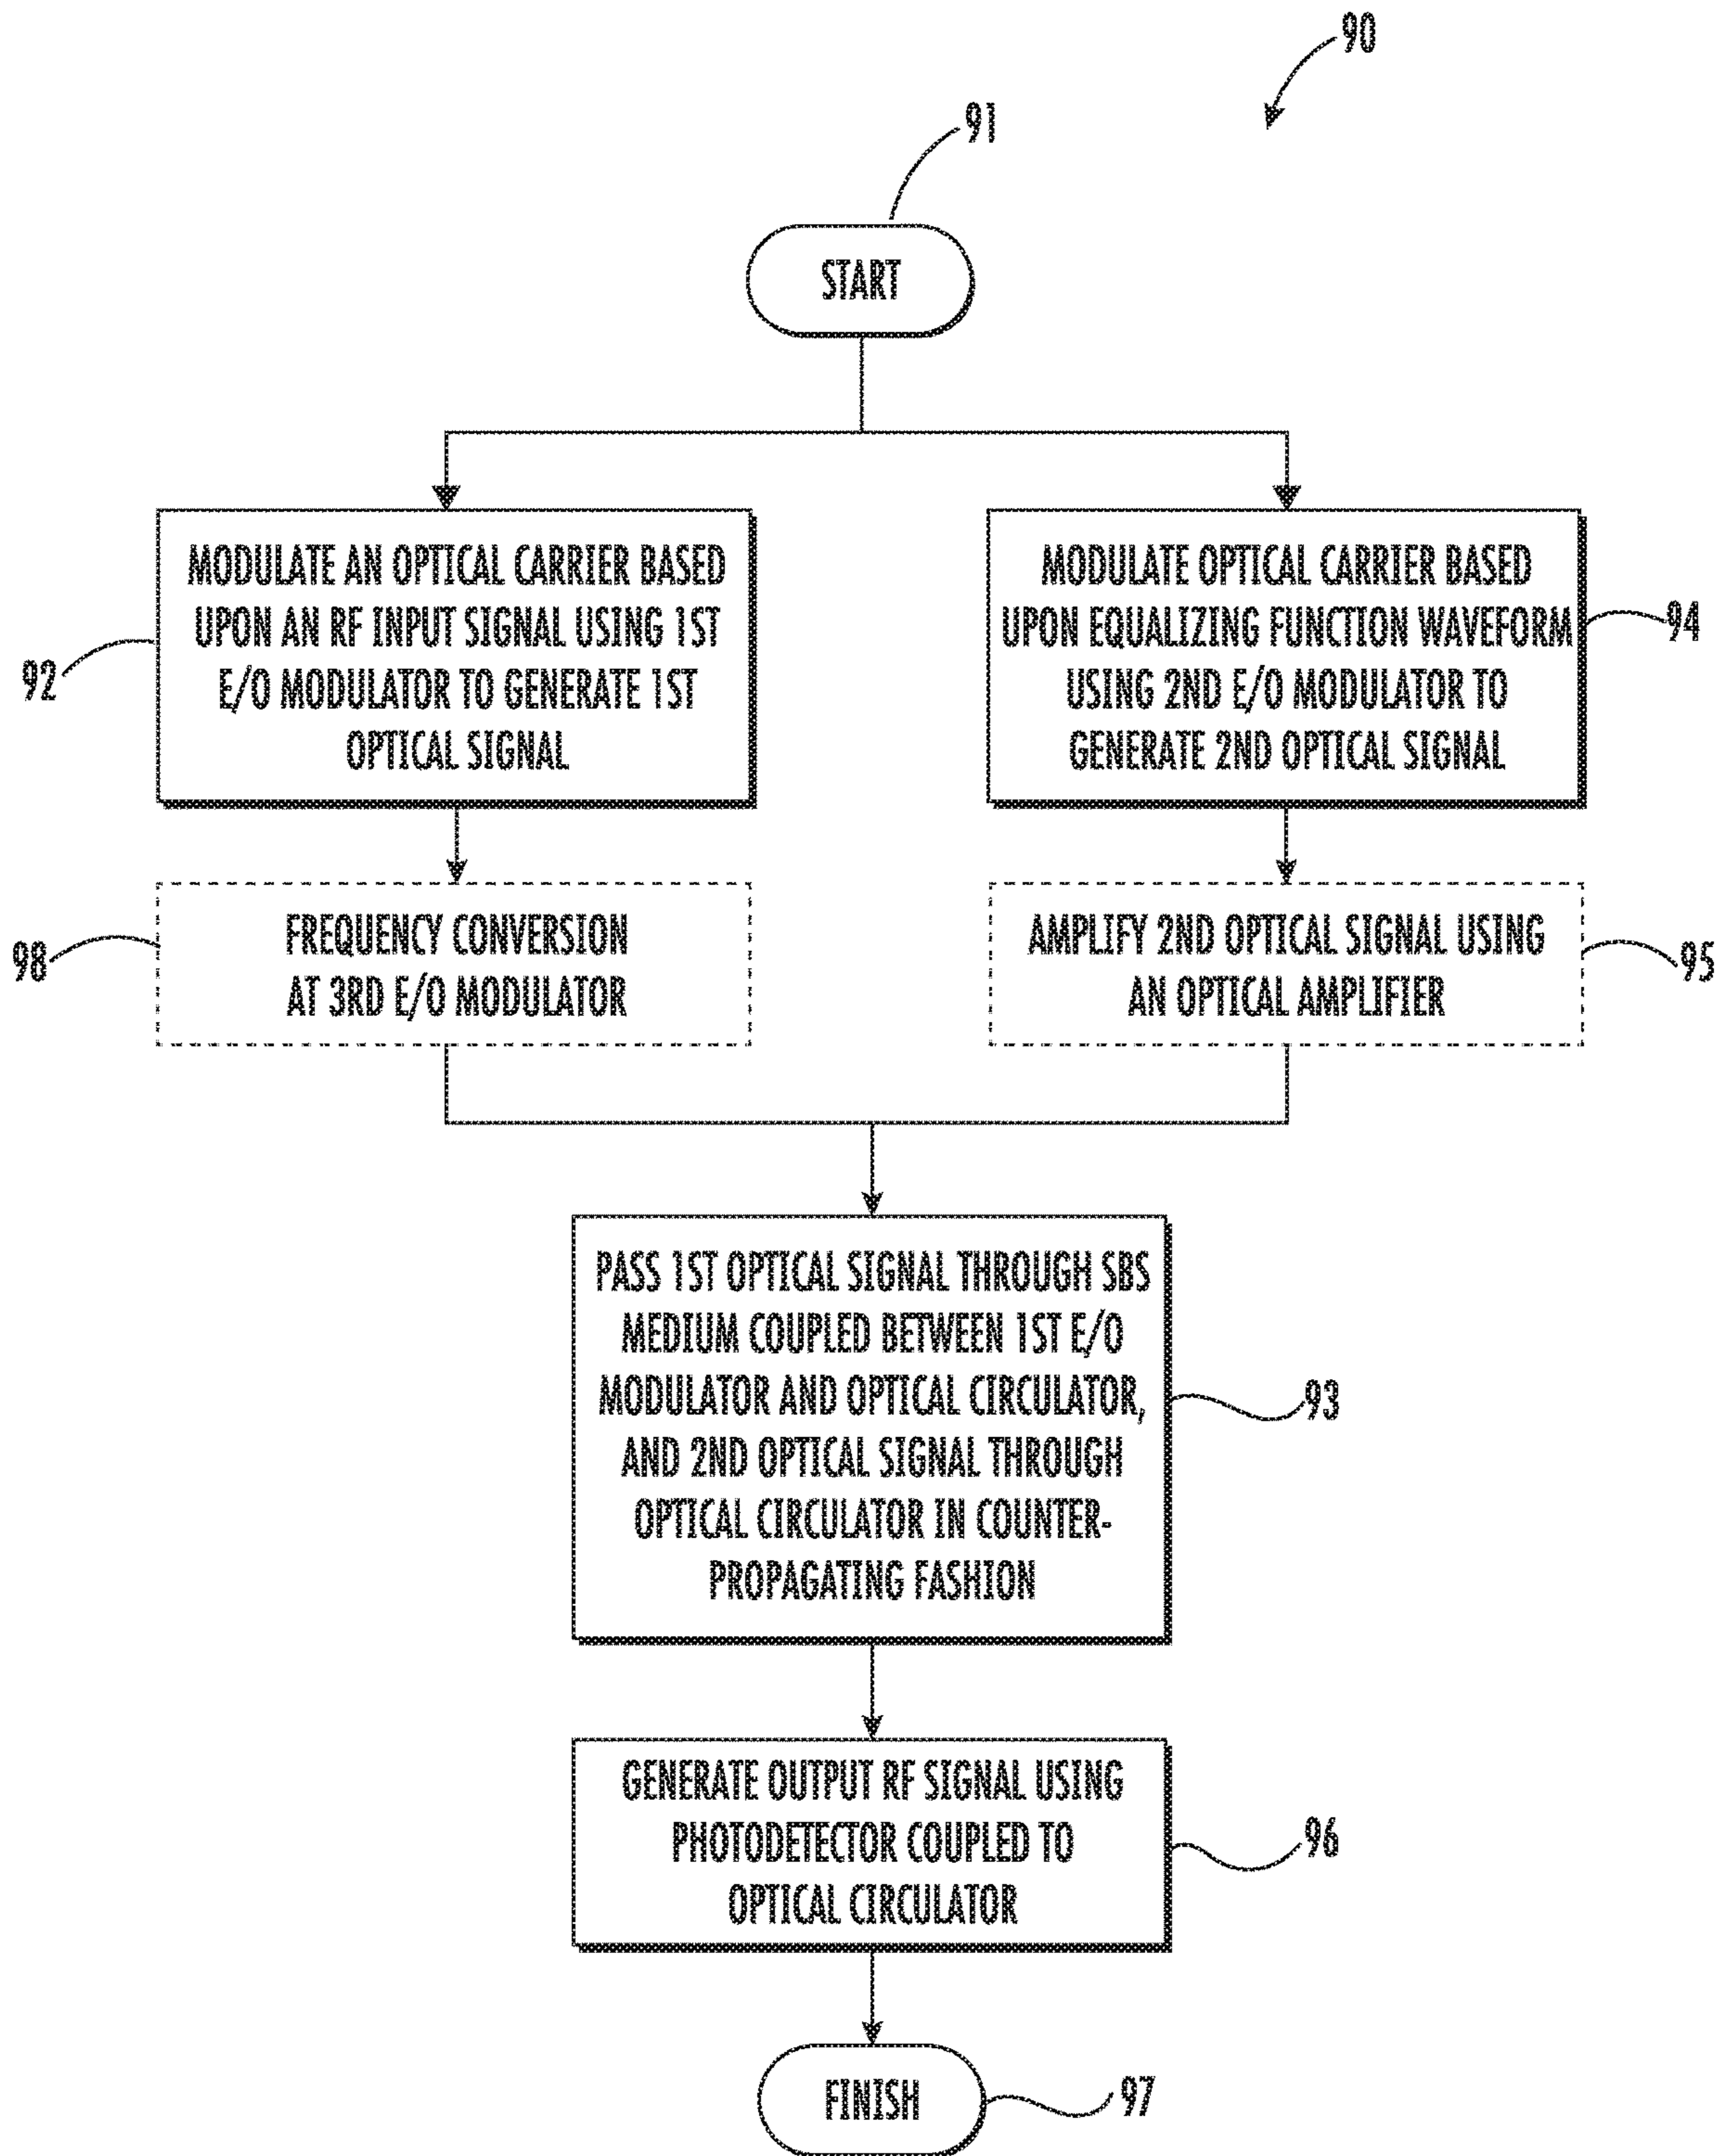 90
91
START
MODULATE AN OPTICAL CARRIER BASED
UPON AN RF INPUT SIGNAL USING 1ST
E/O MODULATOR TO GENERATE 1ST
OPTICAL SIGNAL
92
MODULATE OPTICAL CARRIER BASED
UPON EQUALIZING FUNCTION WAVEFORM
USING 2ND E/O MODULATOR TO
GENERATE 2ND OPTICAL SIGNAL
94
FREQUENCY CONVERSION
AT 3RD E/O MODULATOR
98
AMPLIFY 2ND OPTICAL SIGNAL USING
AN OPTICAL AMPLIFIER
95
PASS 1ST OPTICAL SIGNAL THROUGH SBS
MEDIUM COUPLED BETWEEN 1ST E/O
MODULATOR AND OPTICAL CIRCULATOR,
AND 2ND OPTICAL SIGNAL THROUGH
OPTICAL CIRCULATOR IN COUNTER-
PROPAGATING FASHION
93
GENERATE OUTPUT RF SIGNAL USING
PHOTODETECTOR COUPLED TO
OPTICAL CIRCULATOR
96
FINISH
97